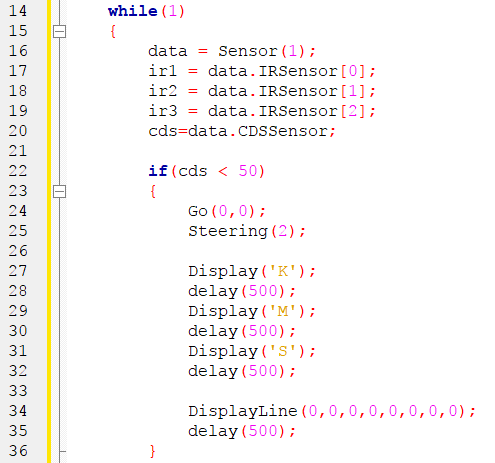 14 while(1)
15 {
16 data = Sensor(1);
17 ir1 = data.IRSensor[0];
18 ir2 = data.IRSensor[1];
19 ir3 = data.IRSensor[2];
20 cds=data.CDSSensor;
21
22 if(cds < 50)
23 {
24 Go(0,0);
25 Steering(2);
26
27 Display('K');
28 delay(500);
29 Display('M');
30 delay(500);
31 Display('S');
32 delay(500);
33
34 DisplayLine(0,0,0,0,0,0,0,0);
35 delay(500);
36 }